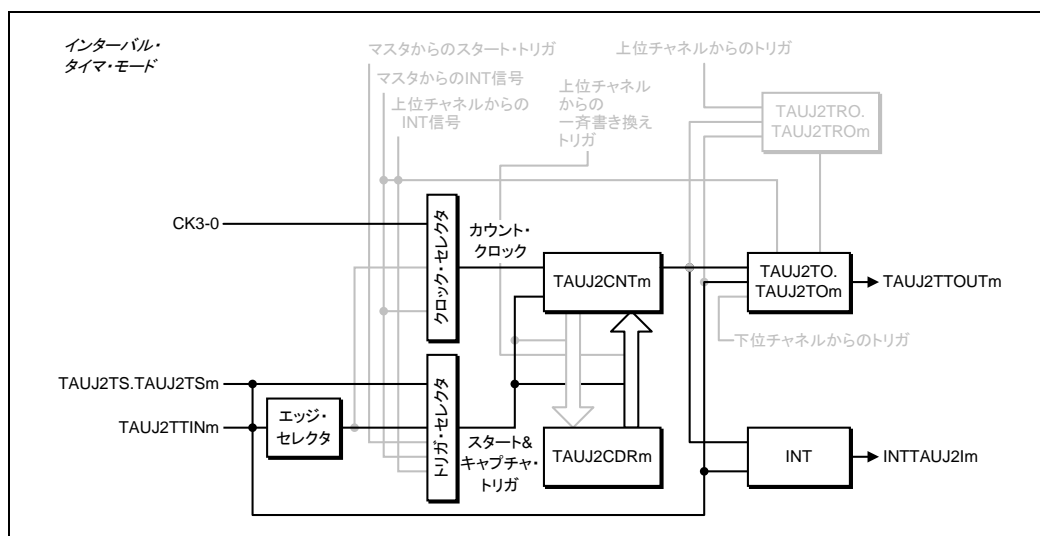 インターバル・
タイマ・モード
マスタからのスタート・トリガ
マスタからのINT信号
上位チャネルからの
INT信号
上位チャネル
からの
一斉書き換え
トリガ
上位チャネルからのトリガ
TAUJ2TRO.
TAUJ2TROm
CK3-0
クロック・セレクタ
カウント・
クロック
TAUJ2CNTm
TAUJ2TO.
TAUJ2TOm
TAUJ2TTOUTm
下位チャネルからのトリガ
TAUJ2TS.TAUJ2TSm
TAUJ2TTINm
エッジ・
セレクタ
トリガ・セレクタ
スタート&
キャプチャ・
トリガ
TAUJ2CDRm
INT
INTTAUJ2Im